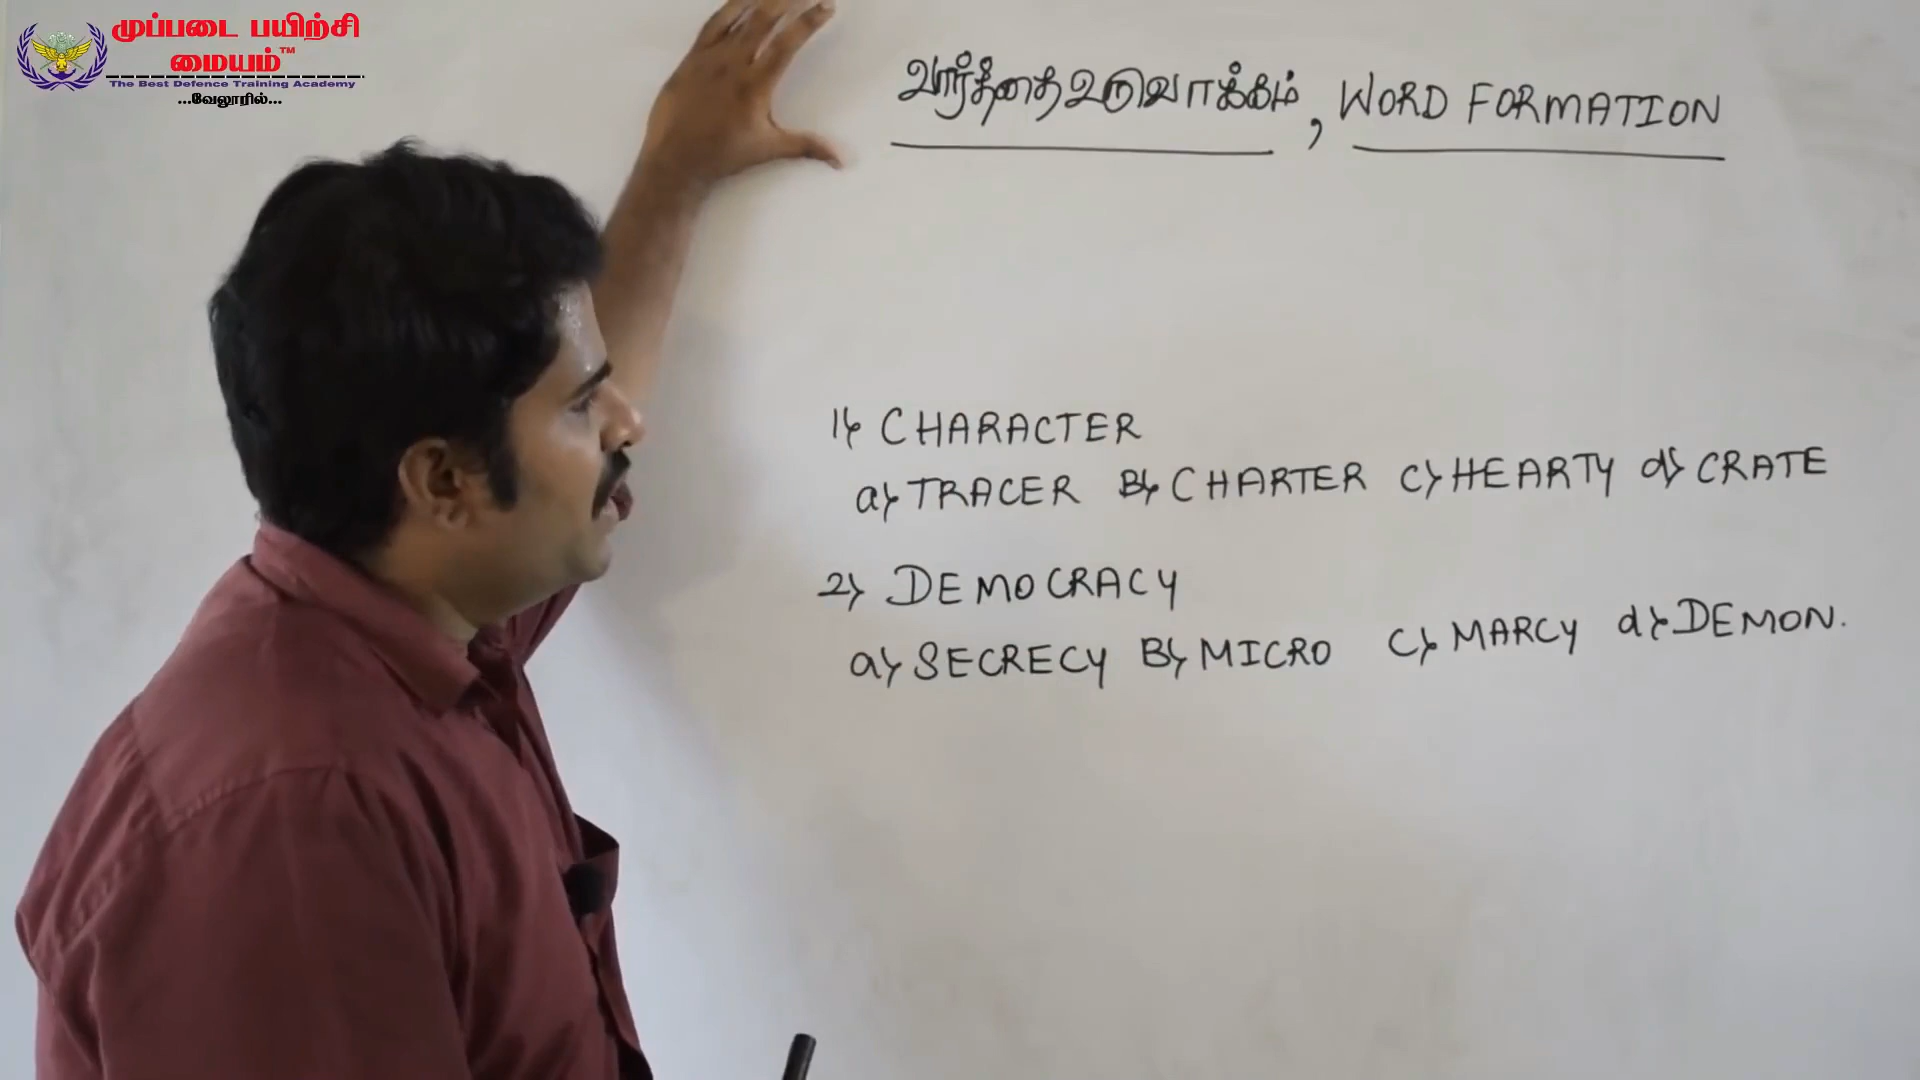 முப்படை பயிற்சி
மையம்™
The Best Defence Training Academy
...வேலூரில்...
வார்த்தை உருவாக்கம், WORD FORMATION
1) CHARACTER
a) TRACER B) CHARTER C) HEARTY d) CRATE
2) DEMOCRACY
a) SECRECY B) MICRO C) MARCY d) DEMON.